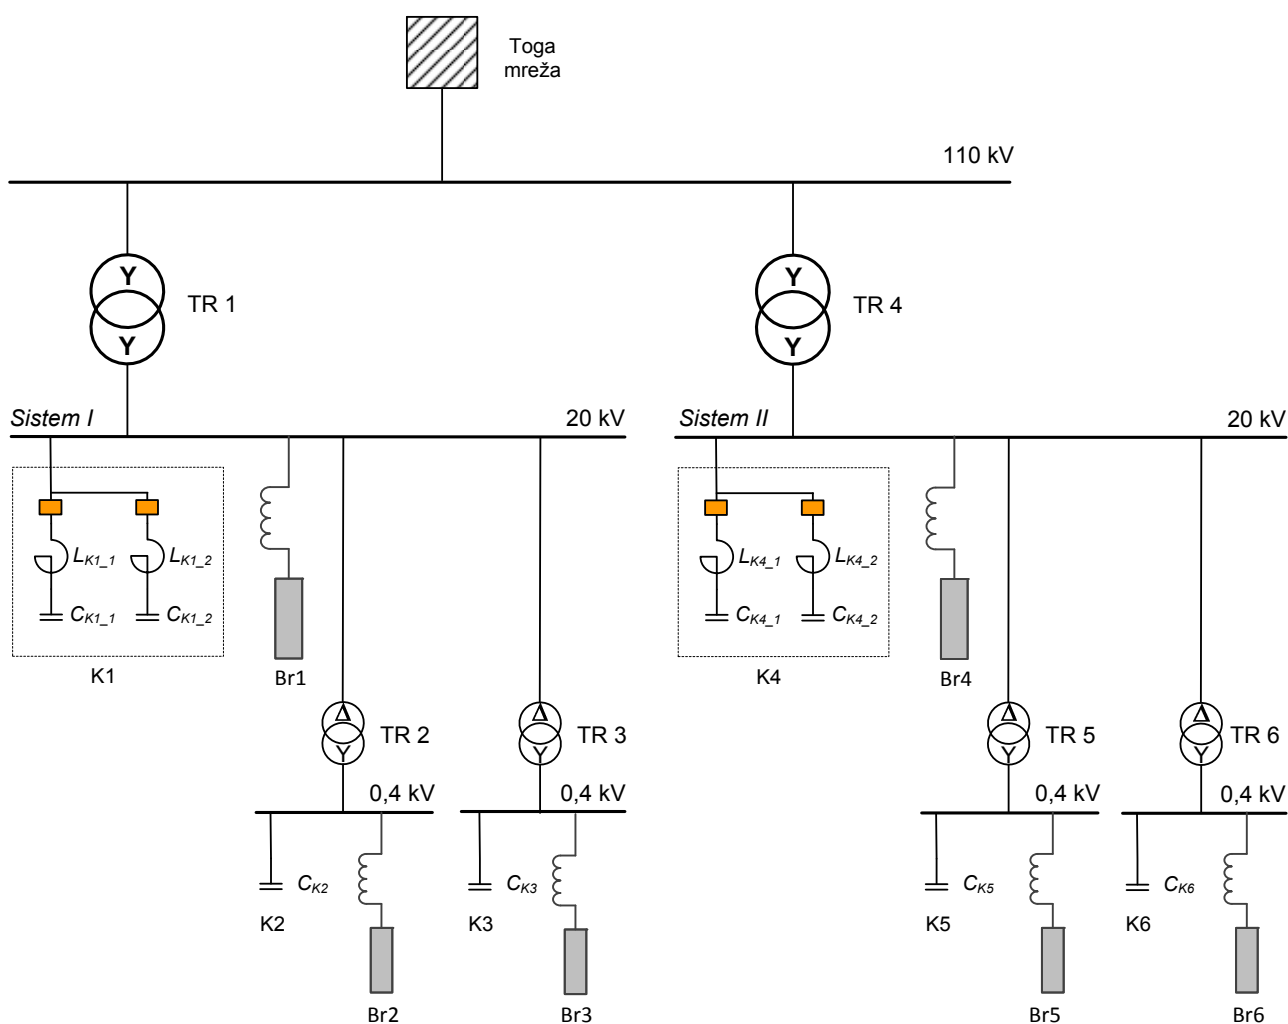 Toga
mreža
110 kV
Y
Y
TR 1
Y
Y
TR 4
Sistem I
20 kV
Sistem II
20 kV
LK1_1
LK1_2
LK4_1
LK4_2
CK1_1
CK1_2
CK4_1
CK4_2
K1
Br1
K4
Br4
Δ
Y
TR 2
Δ
Y
TR 3
Δ
Y
TR 5
Δ
Y
TR 6
0,4 kV
0,4 kV
0,4 kV
0,4 kV
CK2
CK3
CK5
CK6
K2
K3
K5
K6
Br2
Br3
Br5
Br6